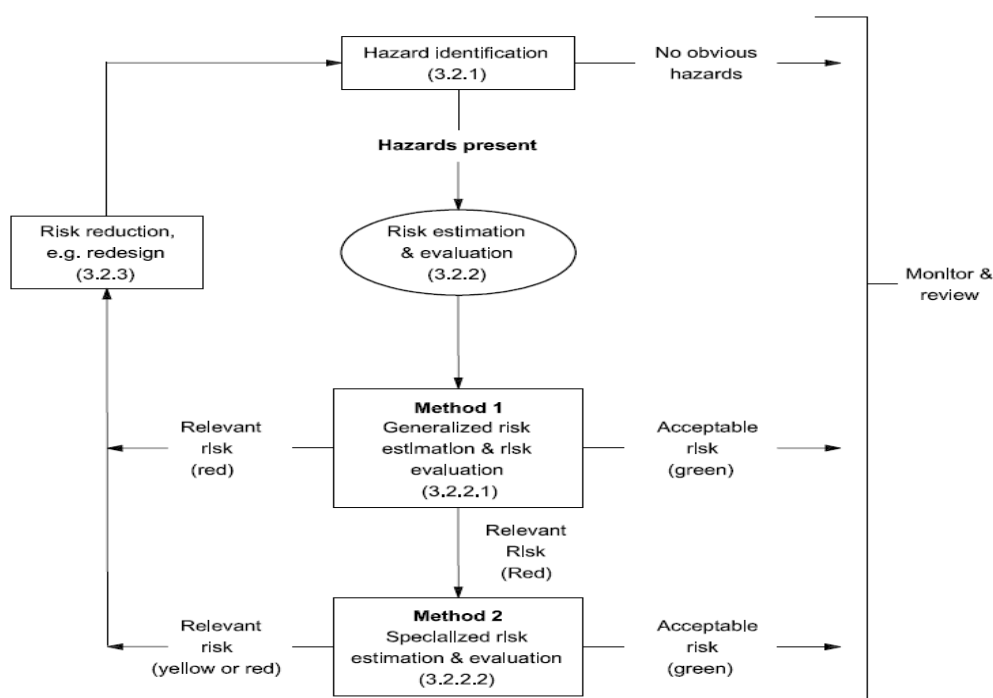 Hazard identification
(3.2.1)
No obvious
hazards
Hazards present
Risk reduction,
e.g. redesign
(3.2.3)
Risk estimation
& evaluation
(3.2.2)
Monitor &
review
Relevant
risk
(red)
Method 1
Generalized risk
estimation & risk
evaluation
(3.2.2.1)
Acceptable
risk
(green)
Relevant
Risk
(Red)
Relevant
risk
(yellow or red)
Method 2
Specialized risk
estimation & evaluation
(3.2.2.2)
Acceptable
risk
(green)